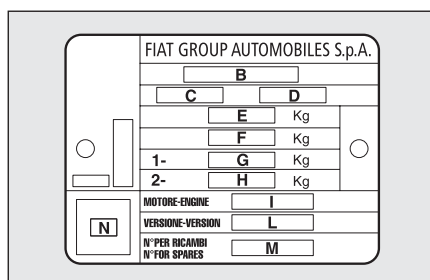 FIAT GROUP AUTOMOBILES S.p.A.
B
C D
E Kg
F Kg
1- G Kg
2- H Kg
MOTORE-ENGINE I
VERSIONE-VERSION L
N N°PER RICAMBI
N°FOR SPARES M